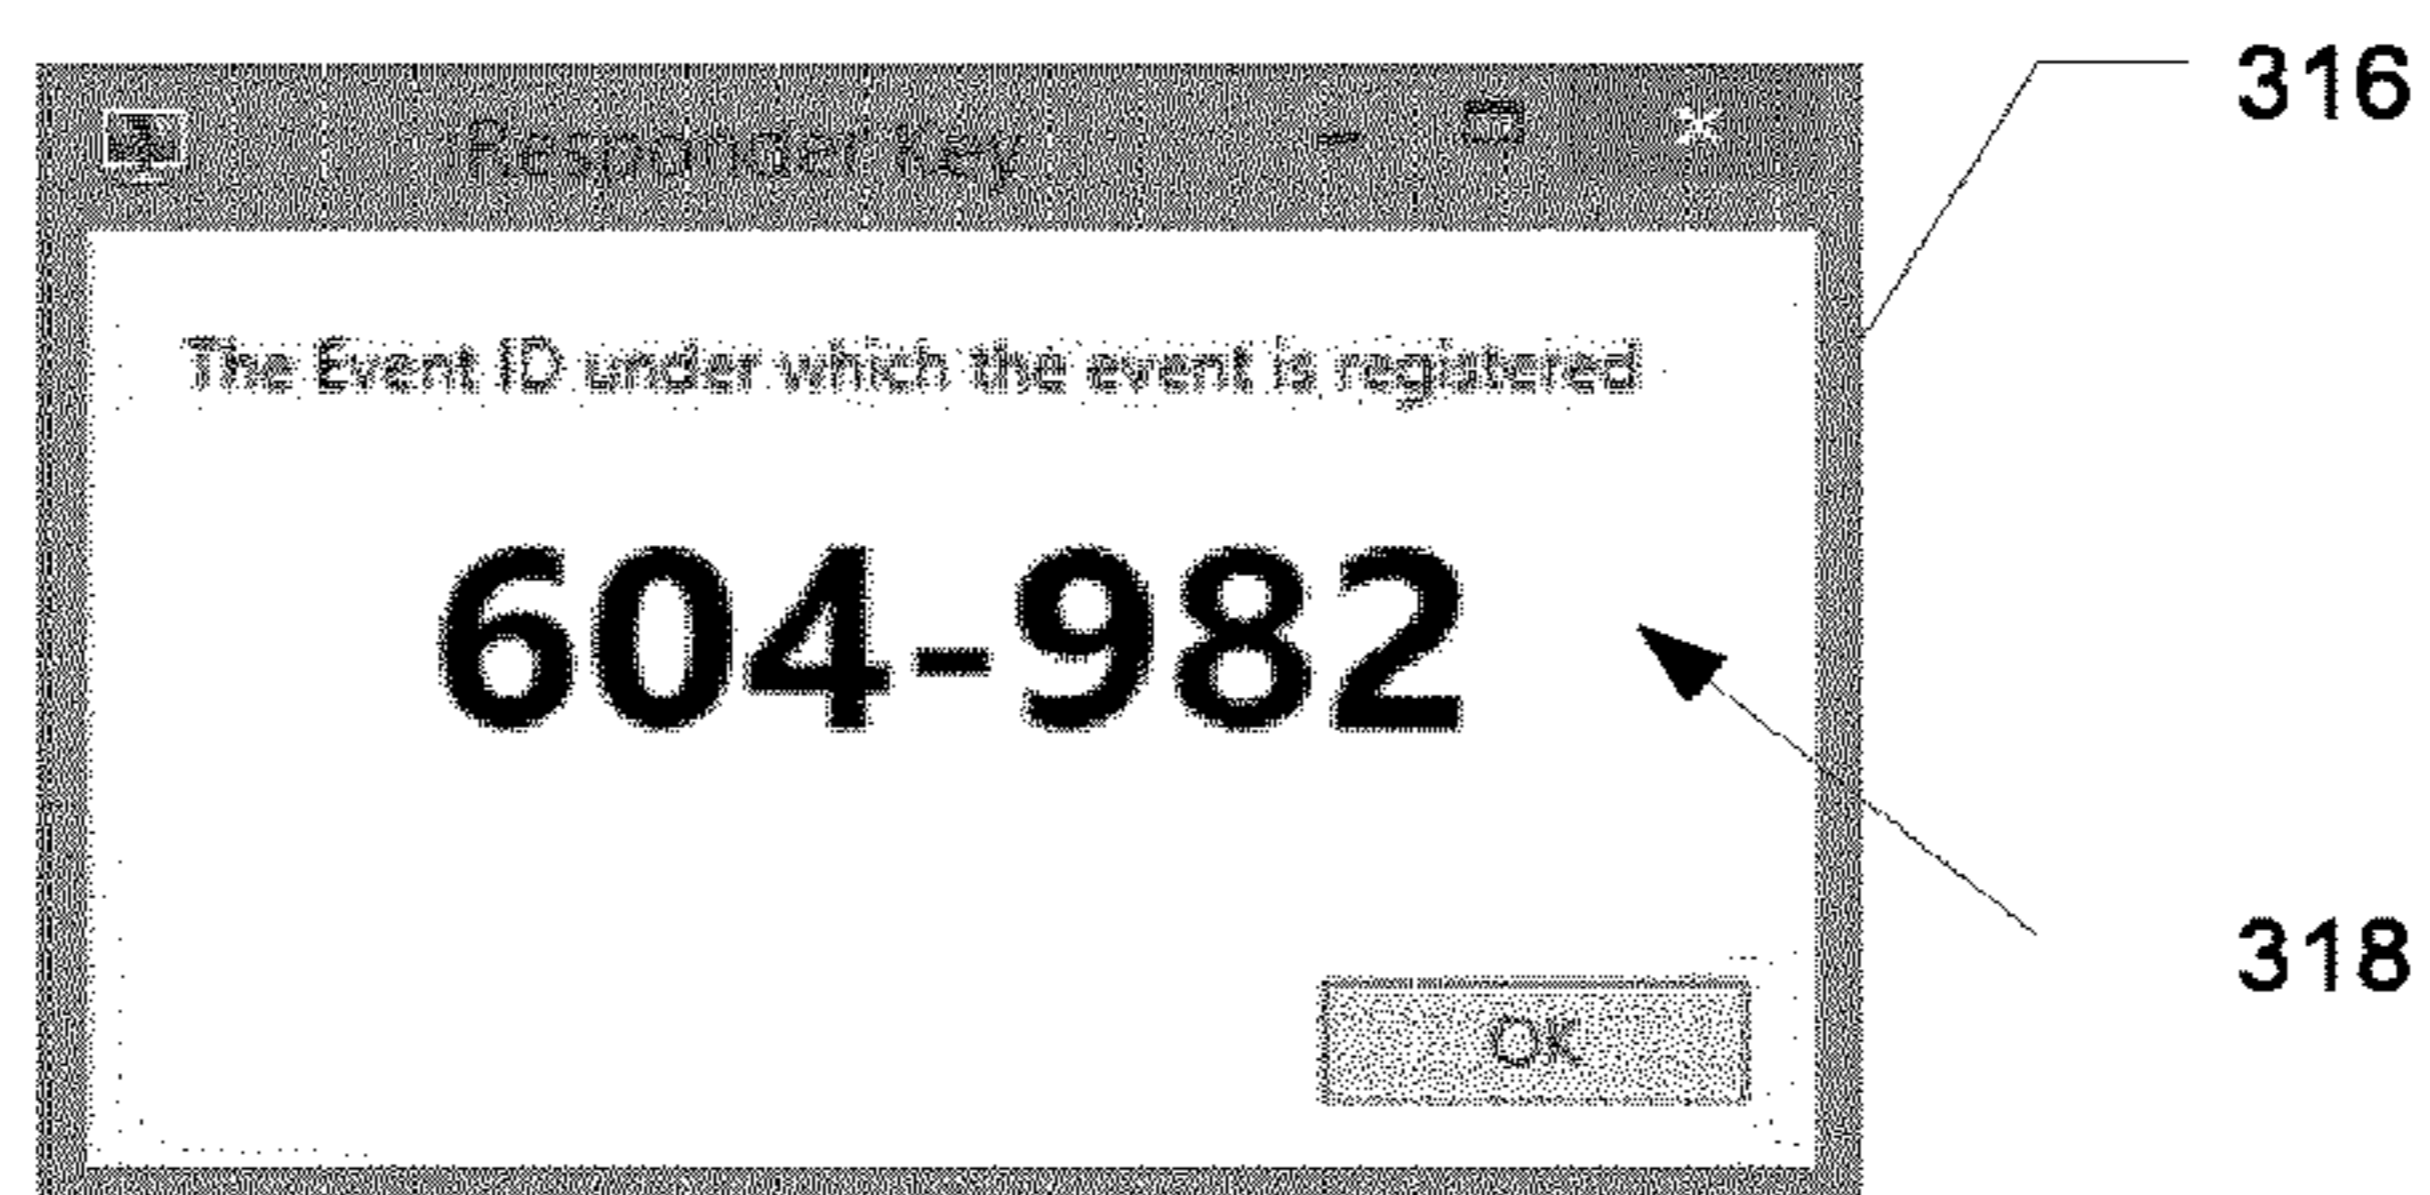 316
Responder Key
The Event ID under which the event is registered
604-982
318
OK